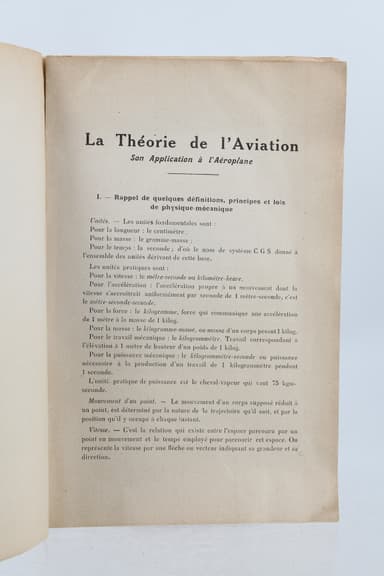 La Théorie de l'Aviation
Son Application à l'Aéroplane
I. — Rappel de quelques définitions, principes et lois
de physique-mécanique
Unités. — Les unités fondamentales sont :
Pour la longueur : le centimètre.
Pour la masse : le gramme-masse ;
Pour le temps : la seconde, d'où le nom de système C G S donné à
l'ensemble des unités dérivant de cette base.
Les unités pratiques sont :
Pour la vitesse : le mètre-seconde ou kilomètre-heure.
Pour l'accélération : l'accélération propre à un mouvement dont la
vitesse s'accroîtrait uniformément par seconde de 1 mètre-seconde, c'est
le mètre-seconde-seconde.
Pour la force : le kilogramme, force qui communique une accélération
de 1 mètre à la masse de 1 kilog.
Pour la masse : le kilogramme-masse, ou masse d'un corps pesant 1 kilog.
Pour le travail mécanique : le kilogrammètre. Travail correspondant à
l'élévation à 1 mètre de hauteur d'un poids de 1 kilog.
Pour la puissance mécanique : le kilogrammètre-seconde ou puissance
nécessaire à la production d'un travail de 1 kilogrammètre pendant
1 seconde.
L'unité pratique de puissance est le cheval-vapeur qui vaut 75 kgm-
seconde.
Mouvement d'un point. — Le mouvement d'un corps supposé réduit à
un point, est déterminé par la nature de la trajectoire qu'il suit, et par la
position qu'il y occupe à chaque instant.
Vitesse. — C'est la relation qui existe entre l'espace parcouru par un
point en mouvement et le temps employé pour parcourir cet espace. On
représente la vitesse par une flèche ou vecteur indiquant sa grandeur et sa
direction.